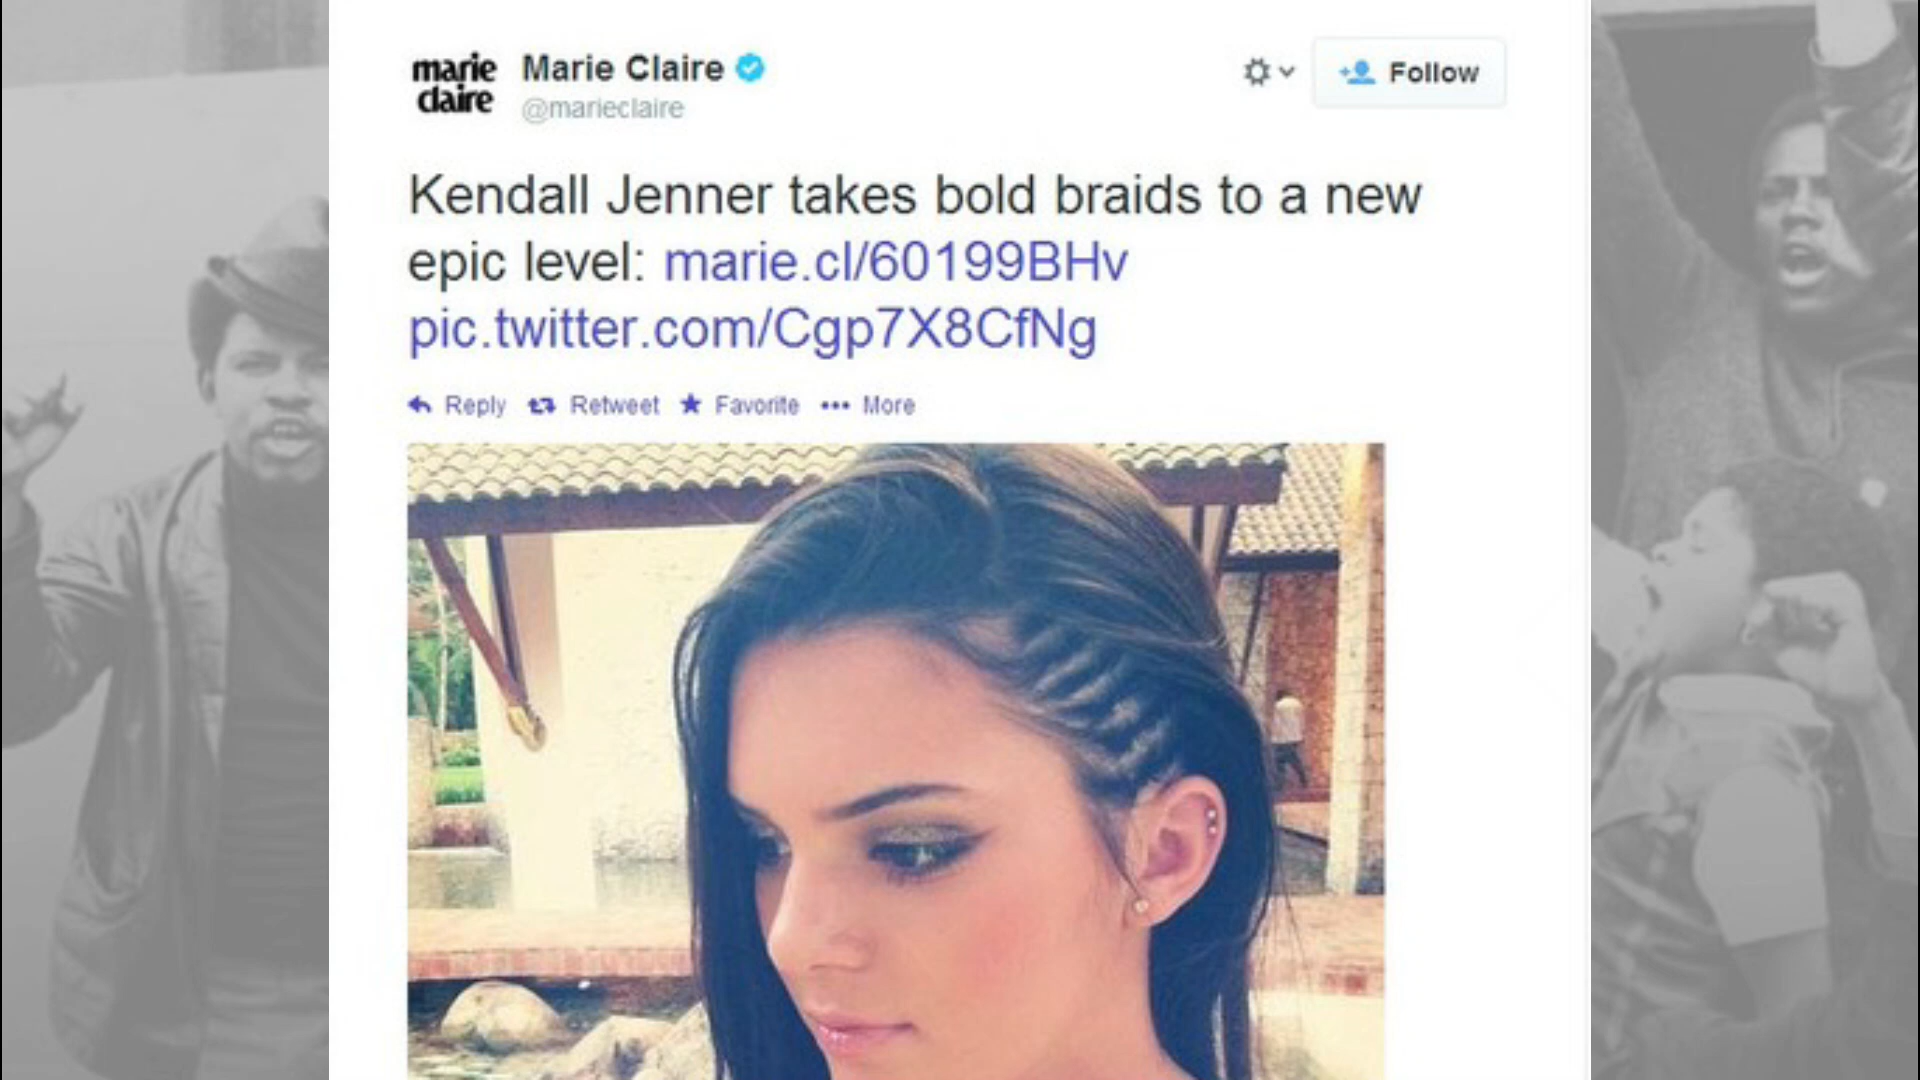 marie
claire
Marie Claire
@marieclaire
Follow
Kendall Jenner takes bold braids to a new
epic level: marie.cl/60199BHv
pic.twitter.com/Cgp7X8CfNg
Reply Retweet Favorite More